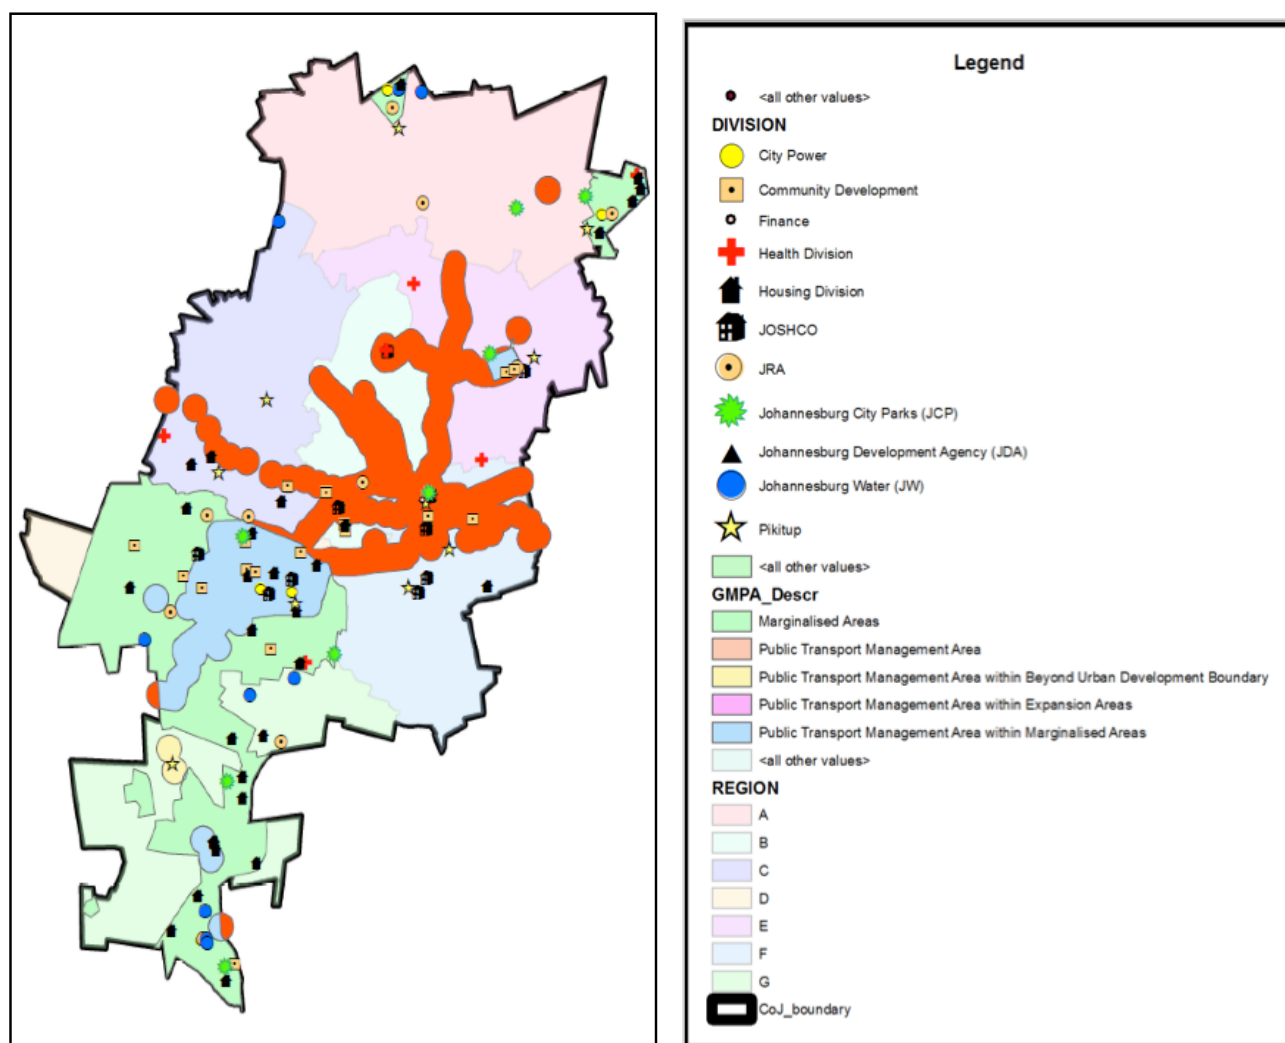 Legend
<all other values>
DIVISION
City Power
Community Development
Finance
Health Division
Housing Division
JOSHCO
JRA
Johannesburg City Parks (JCP)
Johannesburg Development Agency (JDA)
Johannesburg Water (JW)
Pikitup
<all other values>
GMPA_Descr
Marginalised Areas
Public Transport Management Area
Public Transport Management Area within Beyond Urban Development Boundary
Public Transport Management Area within Expansion Areas
Public Transport Management Area within Marginalised Areas
<all other values>
REGION
A
B
C
D
E
F
G
CoJ_boundary